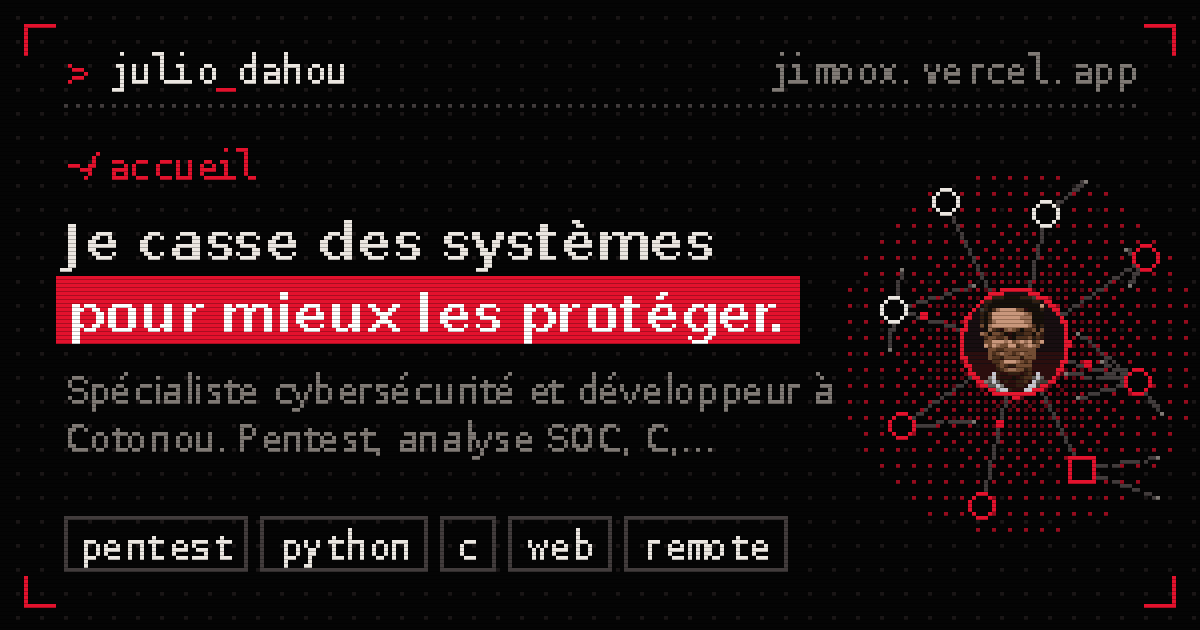 > julio_dahou
jimoox.vercel.app
~/accueil
Je casse des systèmes
pour mieux les protéger.
Spécialiste cybersécurité et développeur à
Cotonou. Pentest, analyse SOC, C,...
pentest python c web remote